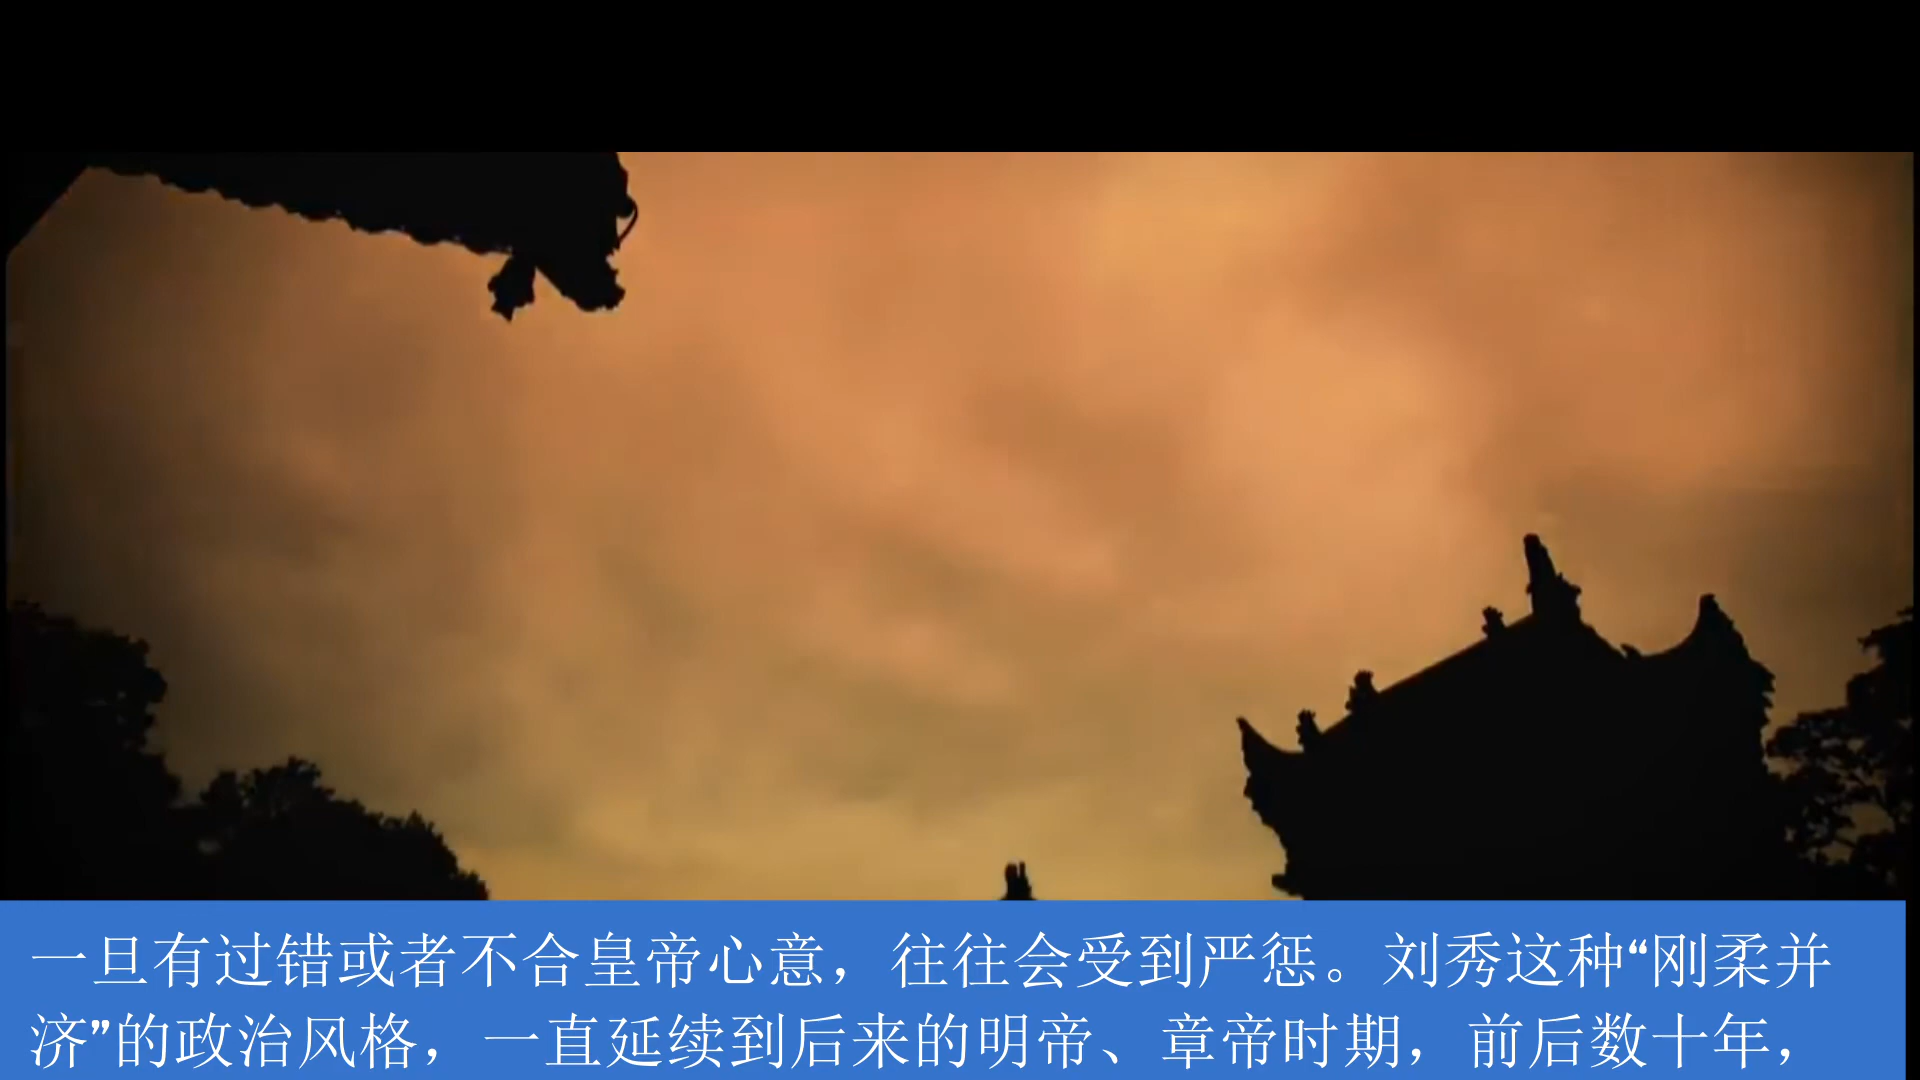 一旦有过错或者不合皇帝心意，往往会受到严惩。刘秀这种“刚柔并
济”的政治风格，一直延续到后来的明帝、章帝时期，前后数十年，